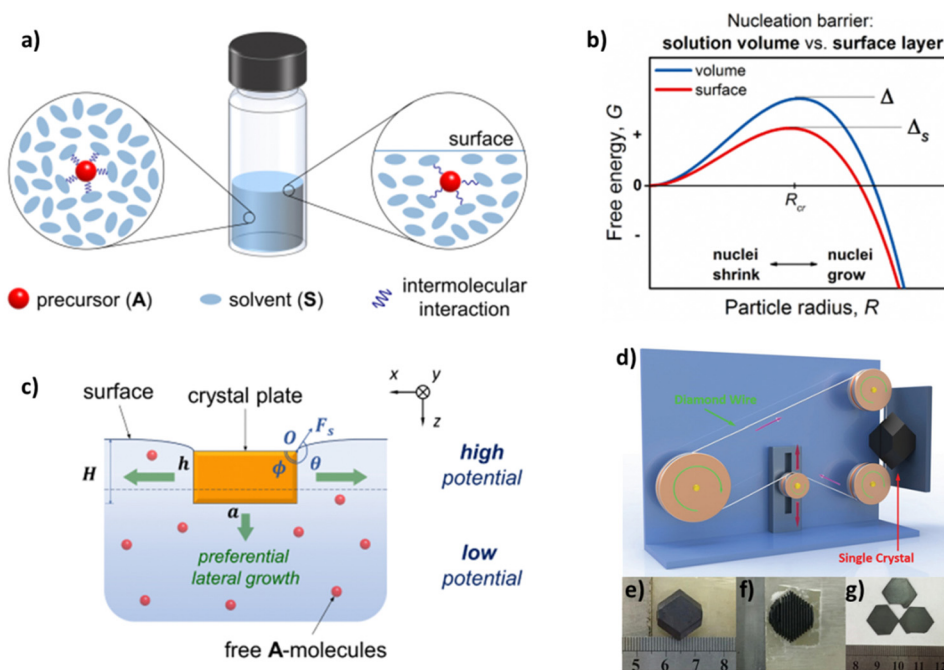 a)
surface
precursor (A)
solvent (S)
intermolecular
interaction
b)
Nucleation barrier:
solution volume vs. surface layer
volume
surface
Δ
Δs
Free energy, G
+
0
-
Rcr
nuclei
shrink
nuclei
grow
Particle radius, R
c)
surface
crystal plate
x
y
z
O
Fs
H
h
ϕ
θ
a
high
potential
preferential
lateral growth
low
potential
free A-molecules
d)
Diamond Wire
Single Crystal
e)
5 6 7 8
f)
g)
8 9 10 11 12